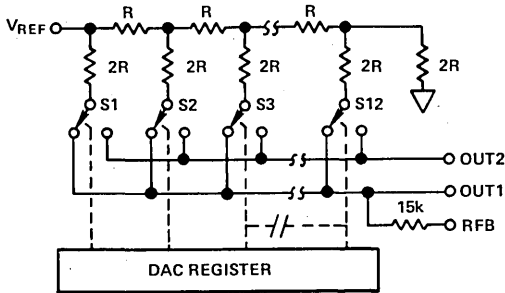 R R R
VREF
2R 2R 2R 2R 2R
S1 S2 S3 S12
OUT2
OUT1
15k
RFB
DAC REGISTER